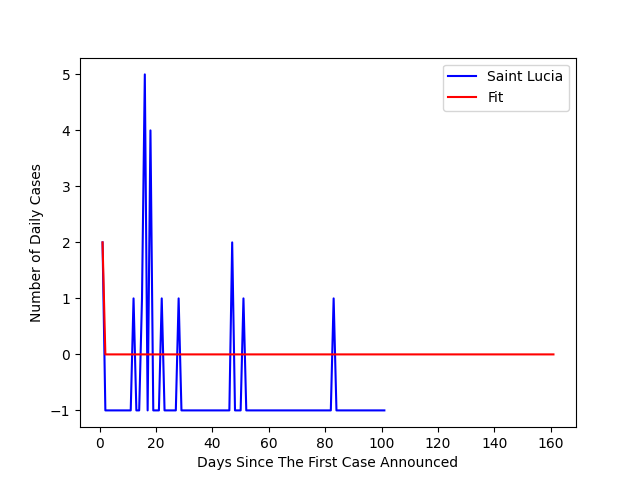 Saint Lucia
Fit
Number of Daily Cases
5
4
3
2
1
0
−1
0 20 40 60 80 100 120 140 160
Days Since The First Case Announced